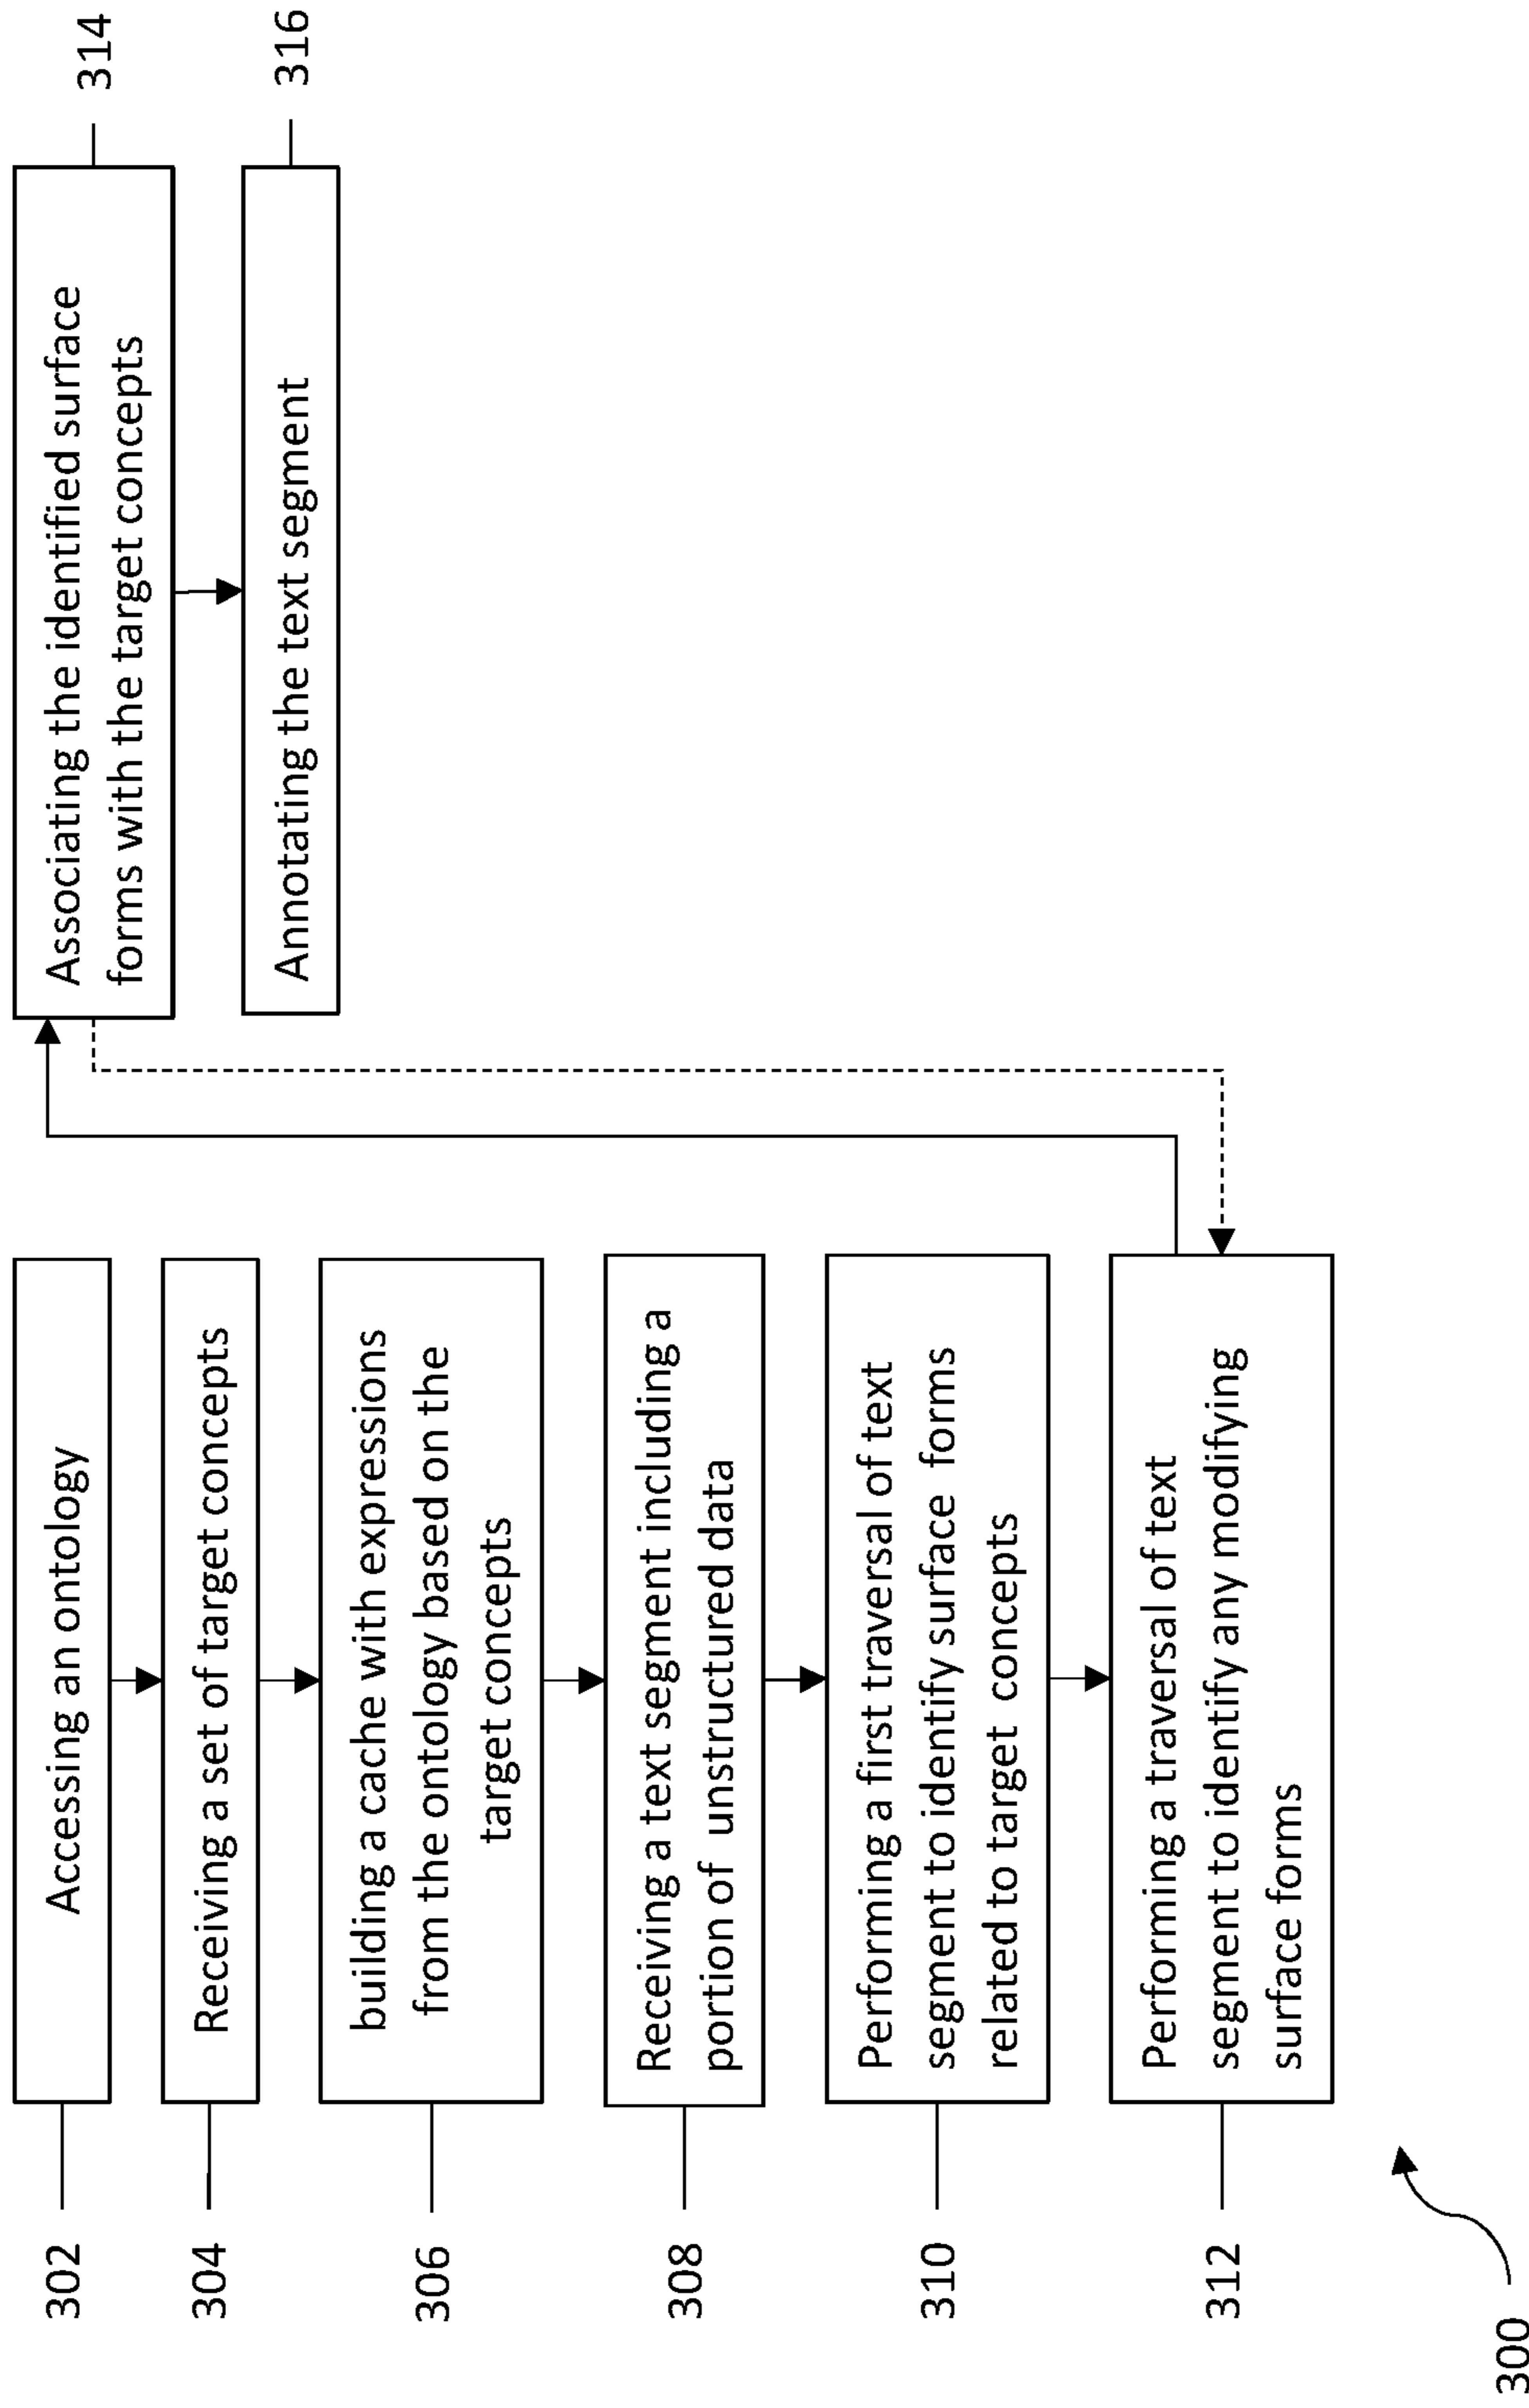 302
Accessing an ontology
304
Receiving a set of target concepts
306
building a cache with expressions
from the ontology based on the
target concepts
308
Receiving a text segment including a
portion of unstructured data
310
Performing a first traversal of text
segment to identify surface forms
related to target concepts
312
Performing a traversal of text
segment to identify any modifying
surface forms
Associating the identified surface
forms with the target concepts
314
Annotating the text segment
316
300